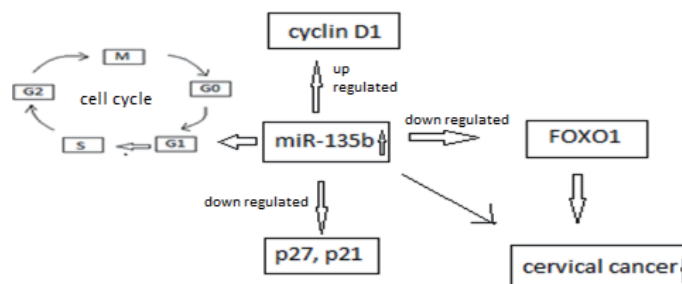 cyclin D1
M
up
regulated
G2
G0
cell cycle
down regulated
miR-135b
FOXO1
S
G1
down regulated
p27, p21
cervical cancer